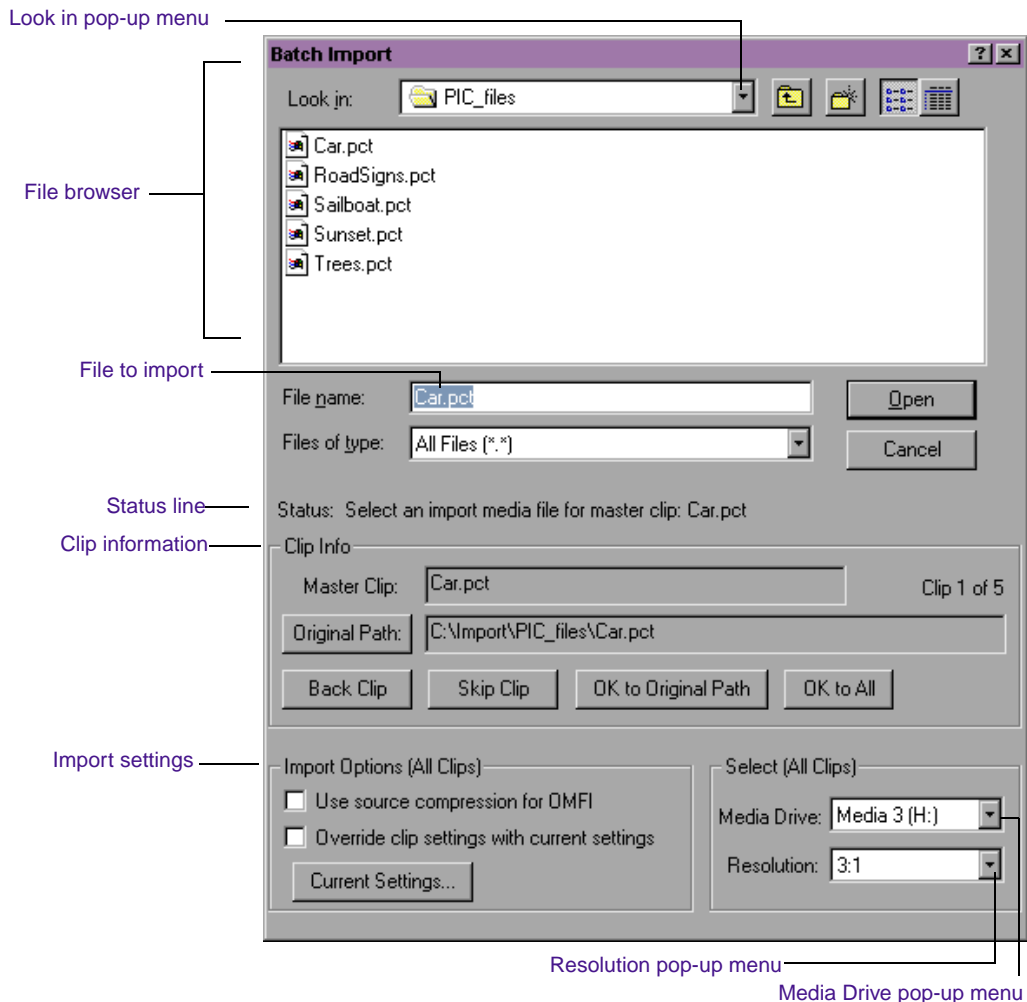 Look in pop-up menu
Batch Import
Look in:
PIC_files
Car.pct
RoadSigns.pct
Sailboat.pct
Sunset.pct
Trees.pct
File browser
File to import
File name:
Car.pct
Open
Files of type:
All Files (*.*)
Cancel
Status line
Status: Select an import media file for master clip: Car.pct
Clip information
Clip Info
Master Clip:
Car.pct
Clip 1 of 5
Original Path:
C:\Import\PIC_files\Car.pct
Back Clip
Skip Clip
OK to Original Path
OK to All
Import settings
Import Options (All Clips)
Use source compression for OMFI
Override clip settings with current settings
Current Settings...
Select (All Clips)
Media Drive:
Media 3 (H:)
Resolution:
3:1
Resolution pop-up menu
Media Drive pop-up menu